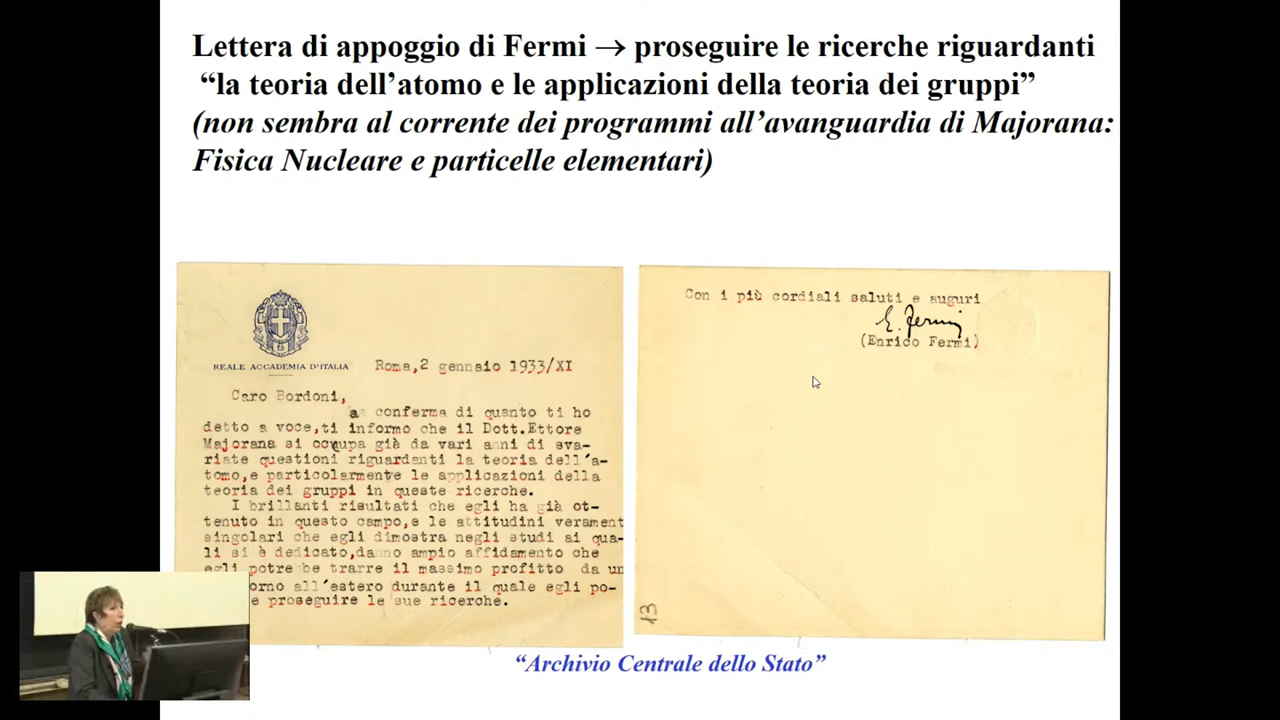 Lettera di appoggio di Fermi → proseguire le ricerche riguardanti
“la teoria dell’atomo e le applicazioni della teoria dei gruppi”
(non sembra al corrente dei programmi all’avanguardia di Majorana:
Fisica Nucleare e particelle elementari)
REALE ACCADEMIA D'ITALIA
Roma,2 gennaio 1933/XI
Caro Bordoni,
a conferma di quanto ti ho
detto a voce,ti informo che il Dott.Ettore
Majorana si occupa già da vari anni di sva-
riate questioni riguardanti la teoria dell'a-
tomo,e particolarmente le applicazioni della
teoria dei gruppi in queste ricerche.
I brillanti risultati che egli ha già ot-
tenuto in questo campo,e le attitudini verament
singolari che egli dimostra negli studi ai qua-
li si è dedicato,danno ampio affidamento che
egli potrebbe trarre il massimo profitto da un
orno all'estero durante il quale egli po-
e proseguire le sue ricerche.
Con i più cordiali saluti e auguri
E. Fermi
(Enrico Fermi)
13
“Archivio Centrale dello Stato”